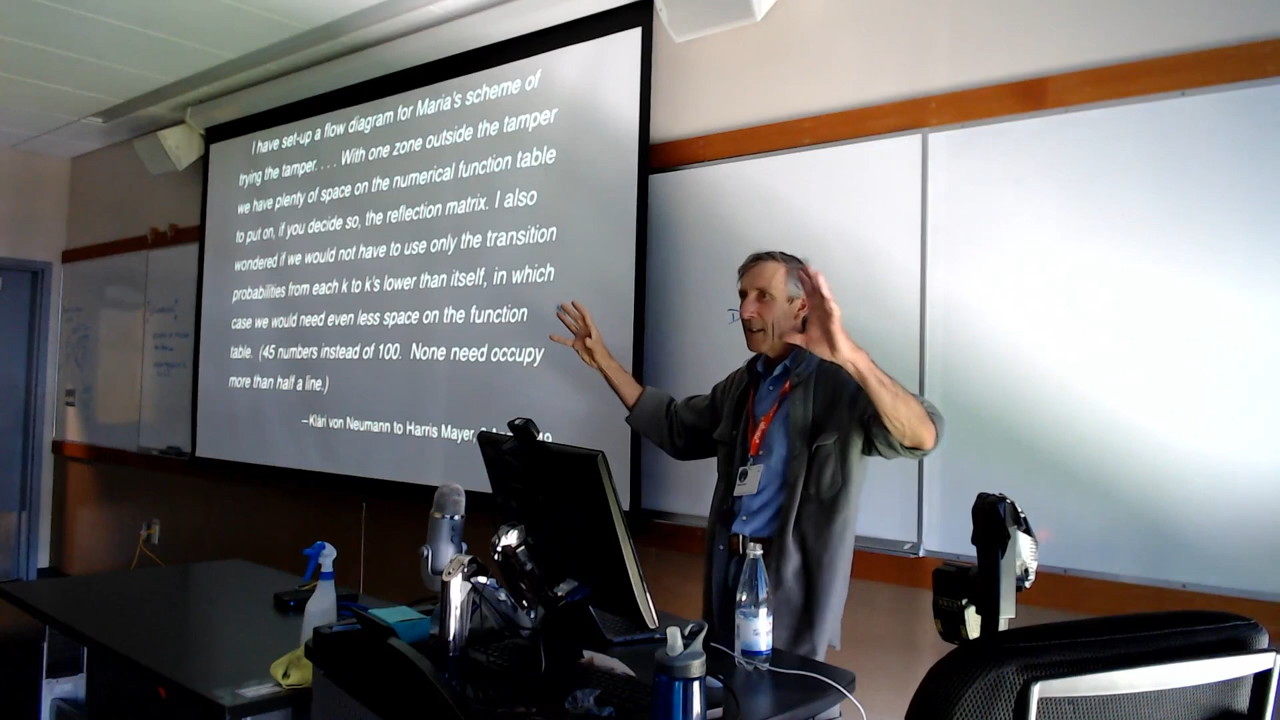 I have set-up a flow diagram for Maria's scheme of
trying the tamper. . . . With one zone outside the tamper
we have plenty of space on the numerical function table
to put on, if you decide so, the reflection matrix. I also
wondered if we would not have to use only the transition
probabilities from each k to k's lower than itself, in which
case we would need even less space on the function
table. (45 numbers instead of 100. None need occupy
more than half a line.)
–Klári von Neumann to Harris Mayer,
D